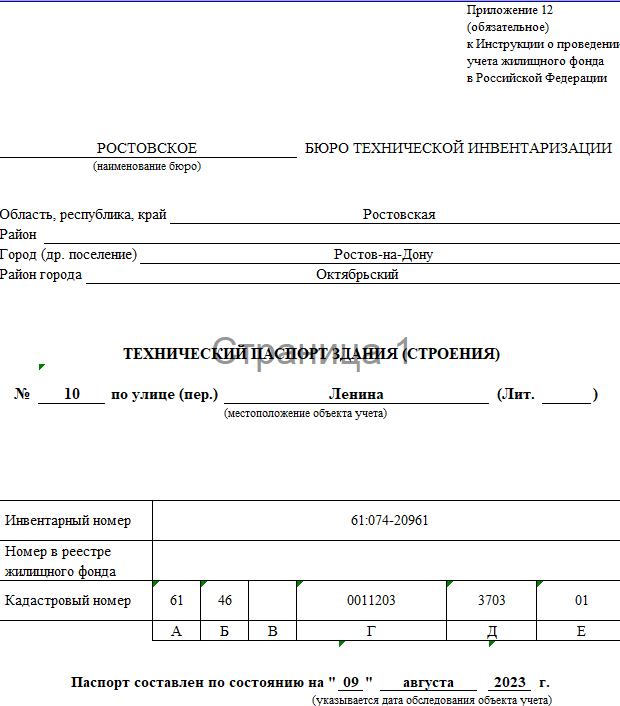 Приложение 12
(обязательное)
к Инструкции о проведении
учета жилищного фонда
в Российской Федерации
РОСТОВСКОЕ БЮРО ТЕХНИЧЕСКОЙ ИНВЕНТАРИЗАЦИИ
(наименование бюро)
Область, республика, край Ростовская
Район
Город (др. поселение) Ростов-на-Дону
Район города Октябрьский
Страница 1
ТЕХНИЧЕСКИЙ ПАСПОРТ ЗДАНИЯ (СТРОЕНИЯ)
№ 10 по улице (пер.) Ленина (Лит. )
(местоположение объекта учета)
Инвентарный номер 61:074-20961
Номер в реестре
жилищного фонда
Кадастровый номер 61 46 0011203 3703 01
А Б В Г Д Е
Паспорт составлен по состоянию на " 09 " августа 2023 г.
(указывается дата обследования объекта учета)